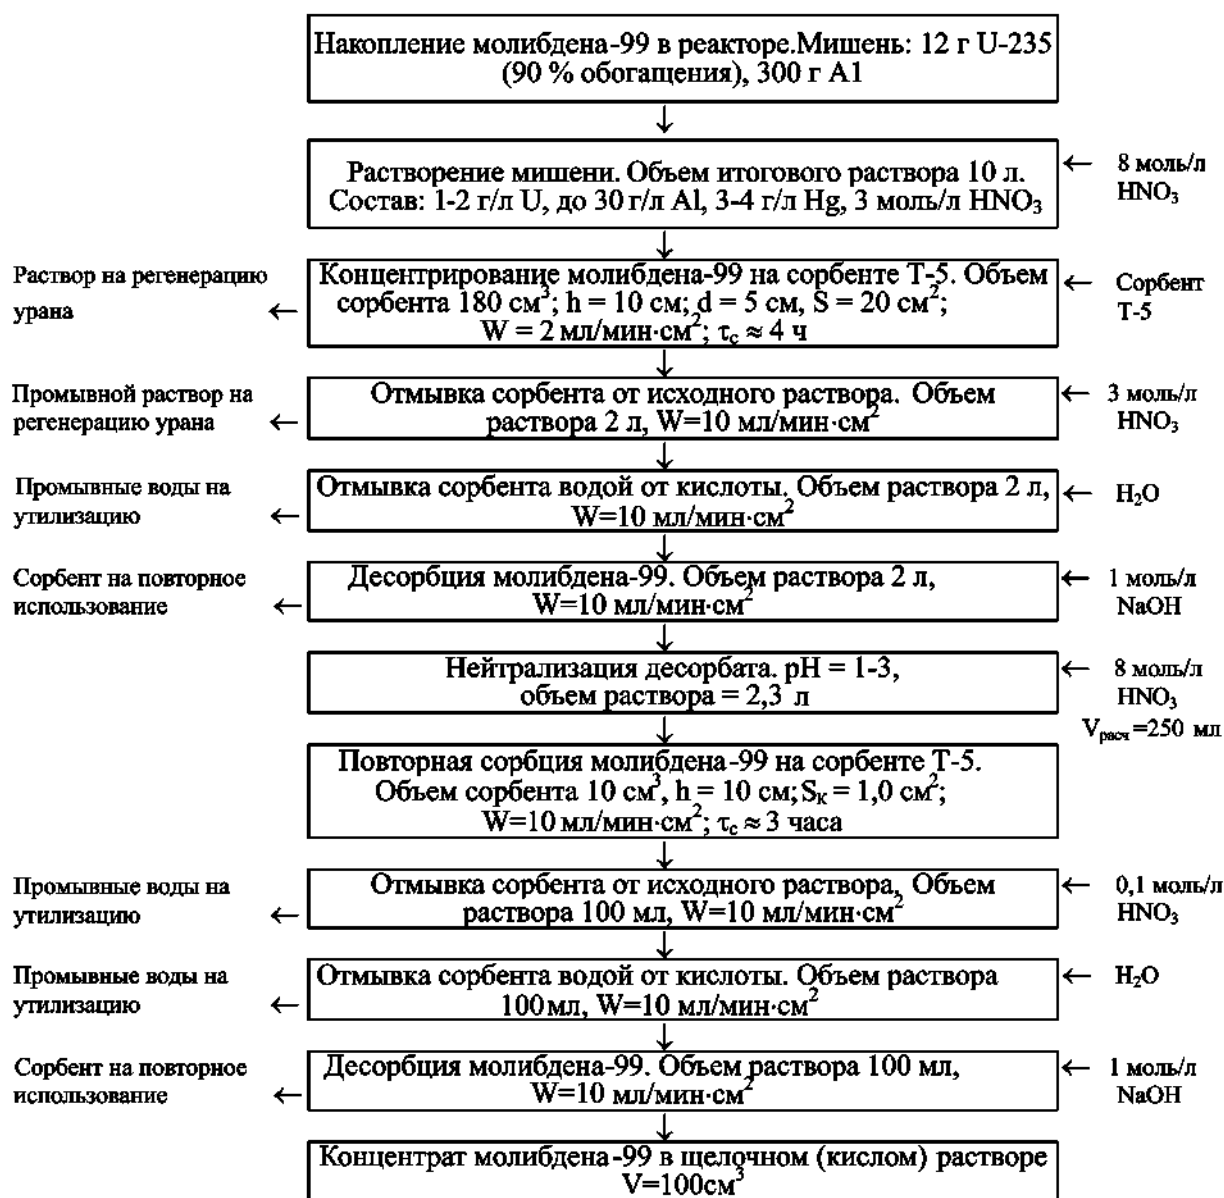 Накопление молибдена-99 в реакторе.Мишень: 12 г U-235
(90 % обогащения), 300 г Al
↓
Растворение мишени. Объем итогового раствора 10 л.
Состав: 1-2 г/л U, до 30 г/л Al, 3-4 г/л Hg, 3 моль/л HNO₃
← 8 моль/л
HNO₃
↓
Раствор на регенерацию
урана ←
Концентрирование молибдена-99 на сорбенте Т-5. Объем
сорбента 180 см³; h = 10 см; d = 5 см, S = 20 см²;
W = 2 мл/мин·см²; τс ≈ 4 ч
← Сорбент
Т-5
↓
Промывной раствор на
регенерацию урана ←
Отмывка сорбента от исходного раствора. Объем
раствора 2 л, W=10 мл/мин·см²
← 3 моль/л
HNO₃
↓
Промывные воды на
утилизацию ←
Отмывка сорбента водой от кислоты. Объем раствора 2 л,
W=10 мл/мин·см²
← H₂O
↓
Сорбент на повторное
использование ←
Десорбция молибдена-99. Объем раствора 2 л,
W=10 мл/мин·см²
← 1 моль/л
NaOH
↓
Нейтрализация десорбата. pH = 1-3,
объем раствора = 2,3 л
← 8 моль/л
HNO₃
Vрасч=250 мл
↓
Повторная сорбция молибдена-99 на сорбенте Т-5.
Объем сорбента 10 см³, h = 10 см; Sк = 1,0 см²;
W=10 мл/мин·см²; τс ≈ 3 часа
↓
Промывные воды на
утилизацию ←
Отмывка сорбента от исходного раствора, Объем
раствора 100 мл, W=10 мл/мин·см²
← 0,1 моль/л
HNO₃
↓
Промывные воды на
утилизацию ←
Отмывка сорбента водой от кислоты. Объем раствора
100 мл, W=10 мл/мин·см²
← H₂O
↓
Сорбент на повторное
использование ←
Десорбция молибдена-99. Объем раствора 100 мл,
W=10 мл/мин·см²
← 1 моль/л
NaOH
↓
Концентрат молибдена-99 в щелочном (кислом) растворе
V=100см³